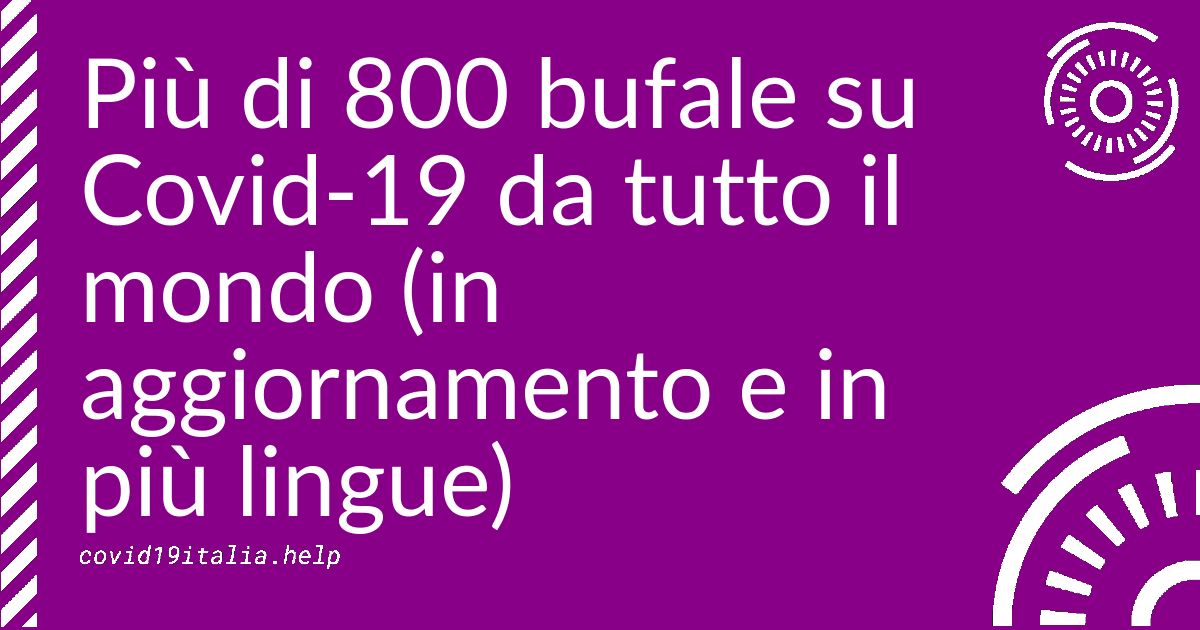 Più di 800 bufale su
Covid-19 da tutto il
mondo (in
aggiornamento e in
più lingue)
covid19italia.help